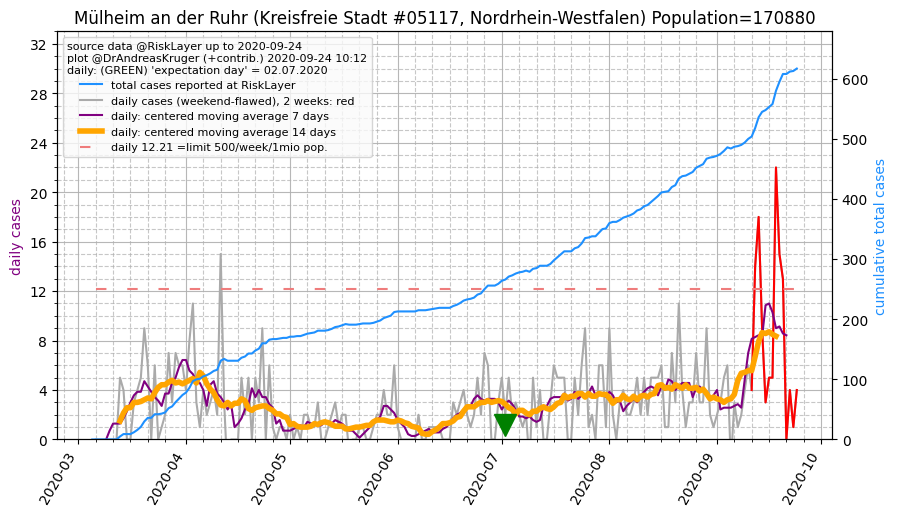 Mülheim an der Ruhr (Kreisfreie Stadt #05117, Nordrhein-Westfalen) Population=170880
source data @RiskLayer up to 2020-09-24
plot @DrAndreasKruger (+contrib.) 2020-09-24 10:12
daily: (GREEN) 'expectation day' = 02.07.2020
total cases reported at RiskLayer
daily cases (weekend-flawed), 2 weeks: red
daily: centered moving average 7 days
daily: centered moving average 14 days
daily 12.21 =limit 500/week/1mio pop.
daily cases
32
28
24
20
16
12
8
4
0
600
500
400
300
200
100
0
cumulative total cases
2020-03
2020-04
2020-05
2020-06
2020-07
2020-08
2020-09
2020-10